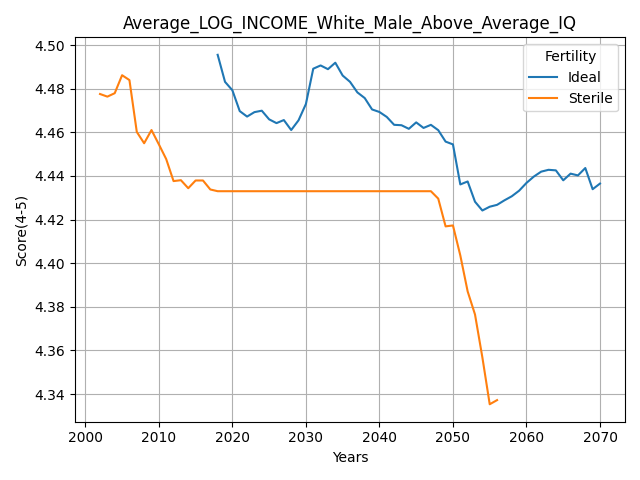 Average_LOG_INCOME_White_Male_Above_Average_IQ
4.50
4.48
4.46
4.44
4.42
4.40
4.38
4.36
4.34
Score(4-5)
Fertility
Ideal
Sterile
2000 2010 2020 2030 2040 2050 2060 2070
Years